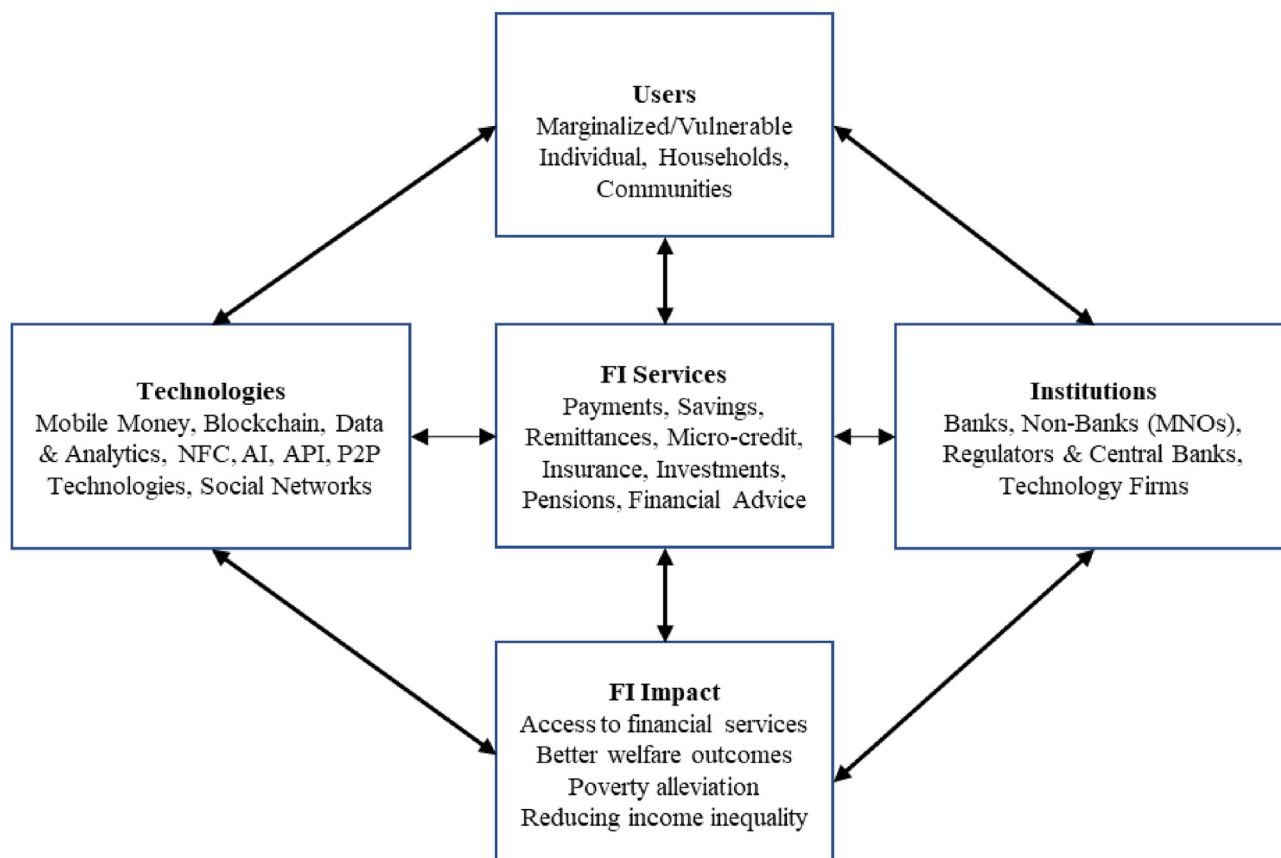 Users
Marginalized/Vulnerable
Individual, Households,
Communities
Technologies
Mobile Money, Blockchain, Data
& Analytics, NFC, AI, API, P2P
Technologies, Social Networks
FI Services
Payments, Savings,
Remittances, Micro-credit,
Insurance, Investments,
Pensions, Financial Advice
Institutions
Banks, Non-Banks (MNOs),
Regulators & Central Banks,
Technology Firms
FI Impact
Access to financial services
Better welfare outcomes
Poverty alleviation
Reducing income inequality